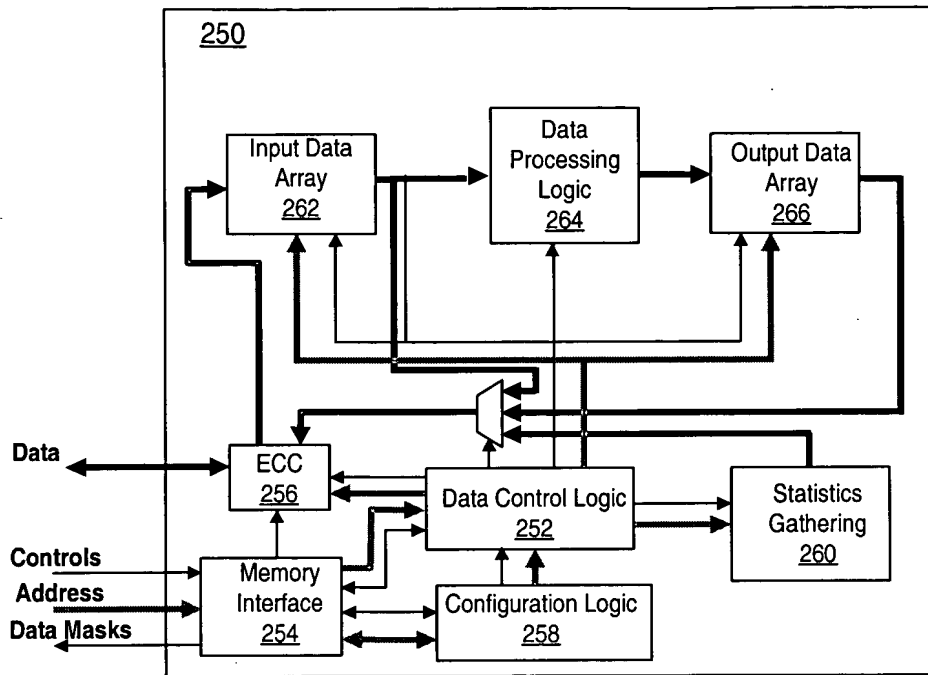 250
Input Data
Array
262
Data
Processing
Logic
264
Output Data
Array
266
Data
ECC
256
Data Control Logic
252
Statistics
Gathering
260
Controls
Address
Data Masks
Memory
Interface
254
Configuration Logic
258